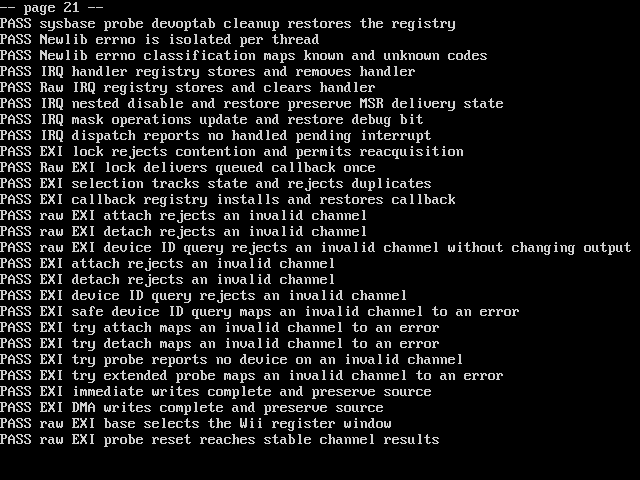 -- page 21 --
PASS sysbase probe devoptab cleanup restores the registry
PASS Newlib errno is isolated per thread
PASS Newlib errno classification maps known and unknown codes
PASS IRQ handler registry stores and removes handler
PASS Raw IRQ registry stores and clears handler
PASS IRQ nested disable and restore preserve MSR delivery state
PASS IRQ mask operations update and restore debug bit
PASS IRQ dispatch reports no handled pending interrupt
PASS EXI lock rejects contention and permits reacquisition
PASS Raw EXI lock delivers queued callback once
PASS EXI selection tracks state and rejects duplicates
PASS EXI callback registry installs and restores callback
PASS raw EXI attach rejects an invalid channel
PASS raw EXI detach rejects an invalid channel
PASS raw EXI device ID query rejects an invalid channel without changing output
PASS EXI attach rejects an invalid channel
PASS EXI detach rejects an invalid channel
PASS EXI device ID query rejects an invalid channel
PASS EXI safe device ID query maps an invalid channel to an error
PASS EXI try attach maps an invalid channel to an error
PASS EXI try detach maps an invalid channel to an error
PASS EXI try probe reports no device on an invalid channel
PASS EXI try extended probe maps an invalid channel to an error
PASS EXI immediate writes complete and preserve source
PASS EXI DMA writes complete and preserve source
PASS raw EXI base selects the Wii register window
PASS raw EXI probe reset reaches stable channel results